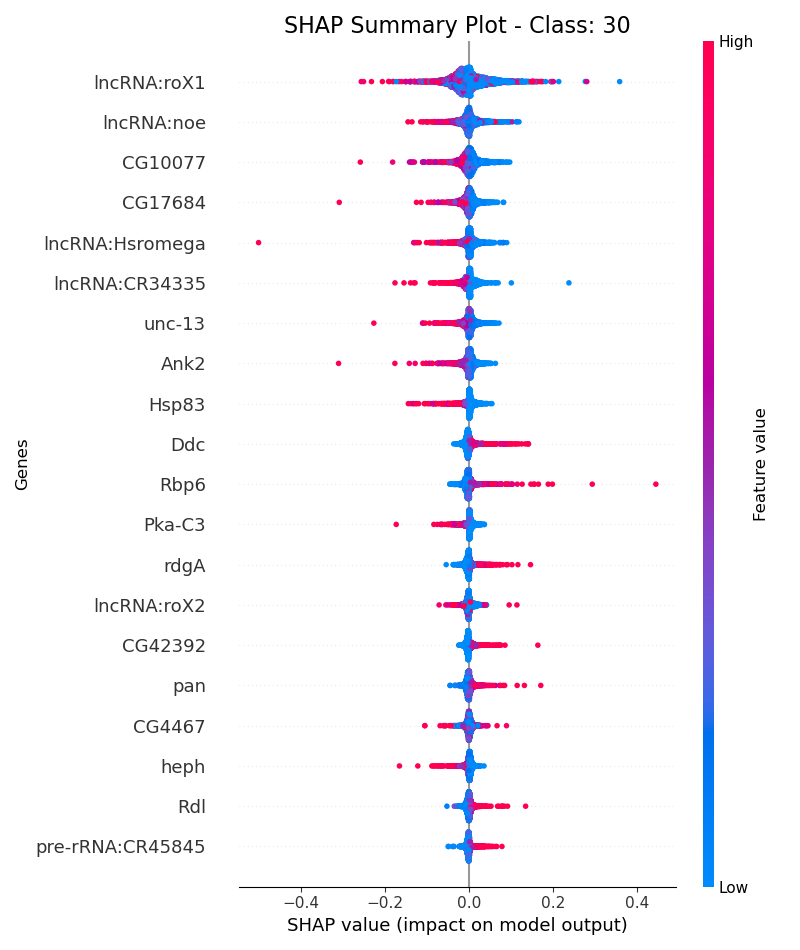 SHAP Summary Plot - Class: 30
High
lncRNA:roX1
lncRNA:noe
CG10077
CG17684
lncRNA:Hsromega
lncRNA:CR34335
unc-13
Ank2
Hsp83
Ddc
Rbp6
Pka-C3
rdgA
lncRNA:roX2
CG42392
pan
CG4467
heph
Rdl
pre-rRNA:CR45845
Genes
Feature value
Low
−0.4 −0.2 0.0 0.2 0.4
SHAP value (impact on model output)